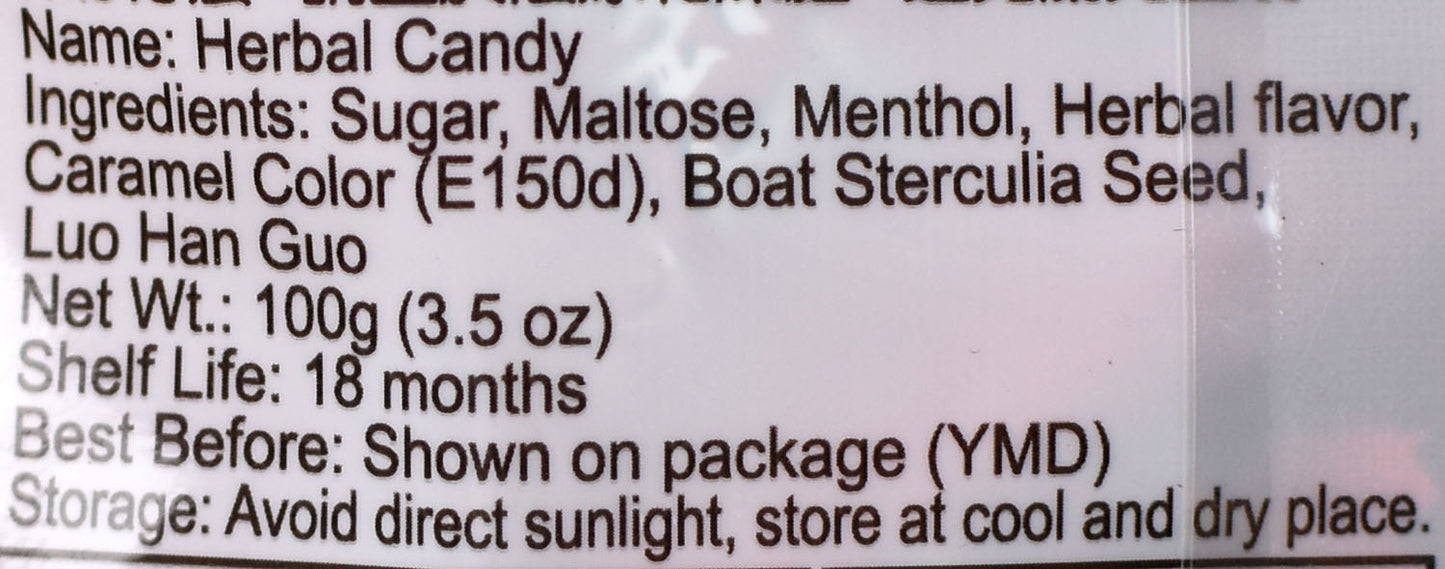 Name: Herbal Candy
Ingredients: Sugar, Maltose, Menthol, Herbal flavor,
Caramel Color (E150d), Boat Sterculia Seed,
Luo Han Guo
Net Wt.: 100g (3.5 oz)
Shelf Life: 18 months
Best Before: Shown on package (YMD)
Storage: Avoid direct sunlight, store at cool and dry place.